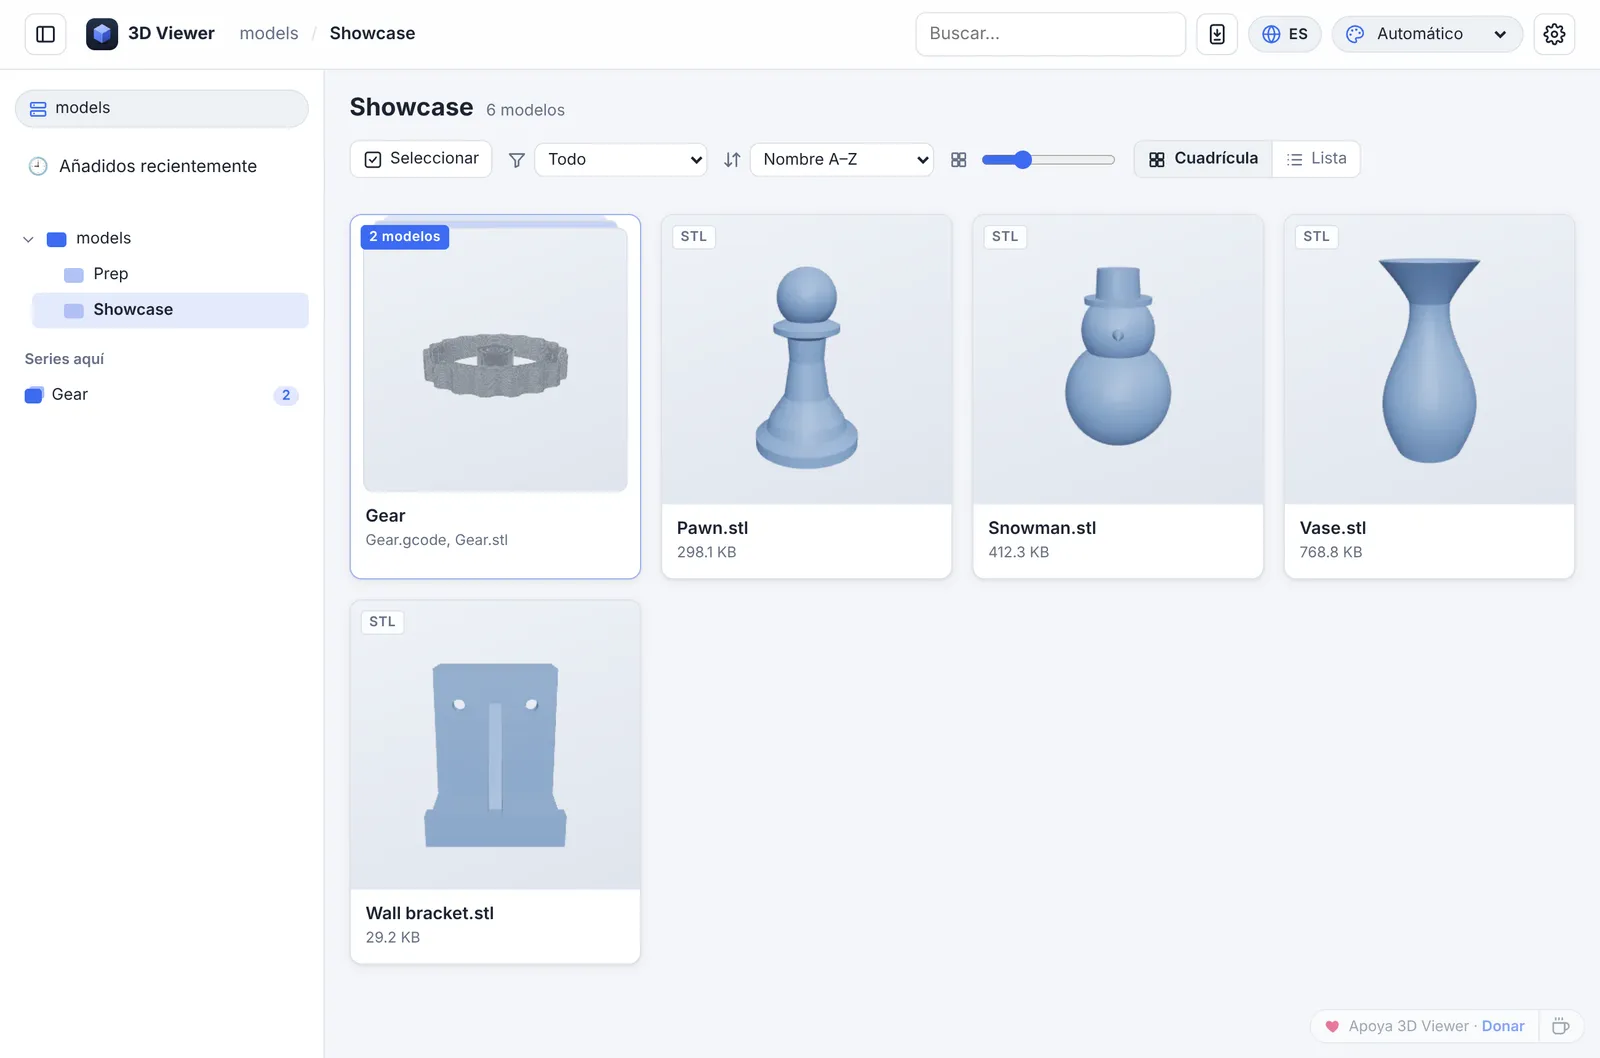 3D Viewer models / Showcase
Buscar...
ES
Automático
models
Añadidos recientemente
models
Prep
Showcase
Series aquí
Gear 2
Showcase 6 modelos
Seleccionar
Todo
Nombre A–Z
Cuadrícula
Lista
2 modelos
Gear
Gear.gcode, Gear.stl
STL
Pawn.stl
298.1 KB
STL
Snowman.stl
412.3 KB
STL
Vase.stl
768.8 KB
STL
Wall bracket.stl
29.2 KB
Apoya 3D Viewer · Donar